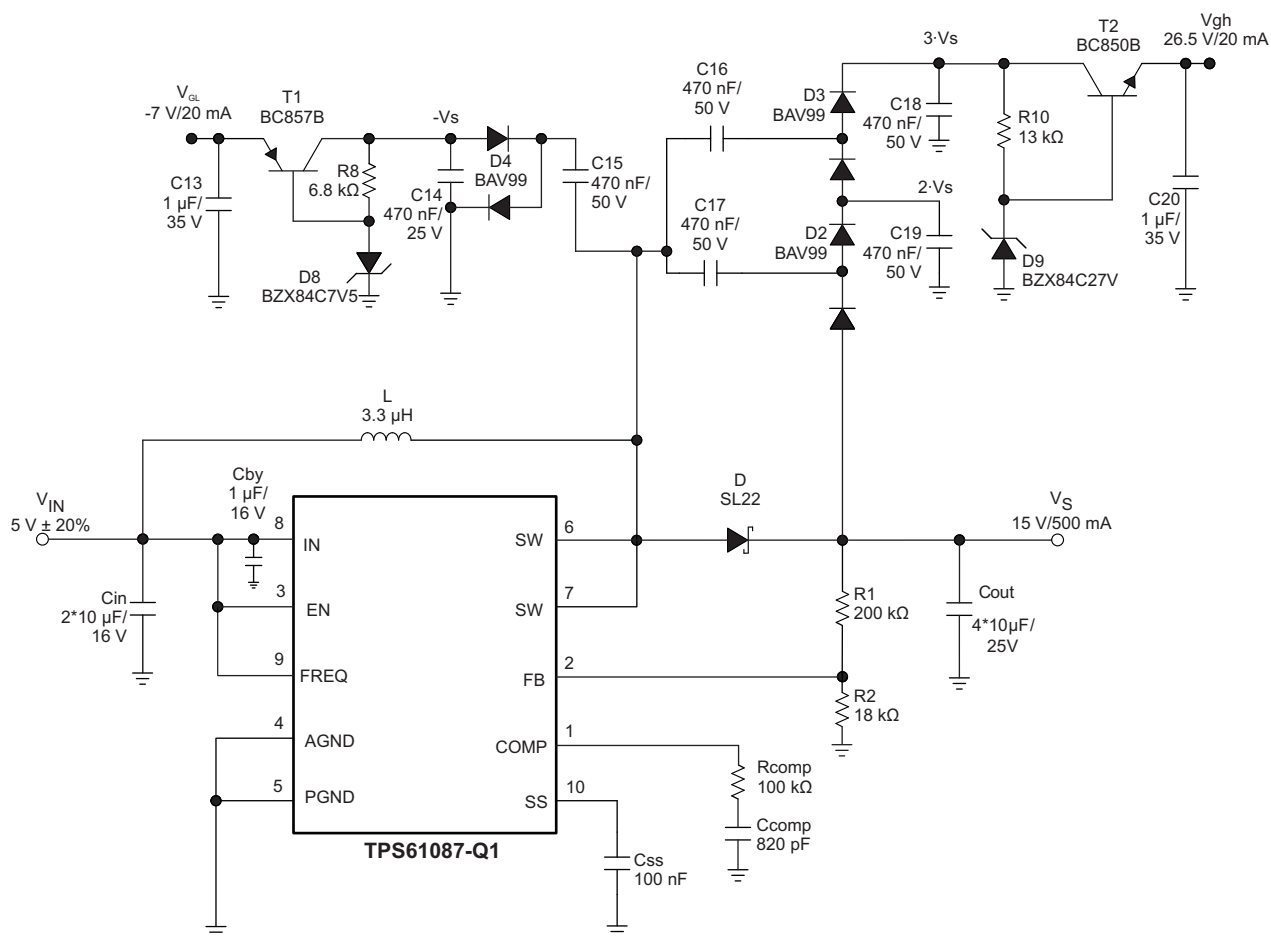 Vgh
26.5 V/20 mA
T2
BC850B
3·Vs
C16
470 nF/
50 V
D3
BAV99
C18
470 nF/
50 V
R10
13 kΩ
V_GL
-7 V/20 mA
T1
BC857B
-Vs
C13
1 µF/
35 V
R8
6.8 kΩ
C14
470 nF/
25 V
D4
BAV99
C15
470 nF/
50 V
C17
470 nF/
50 V
2·Vs
D2
BAV99
C19
470 nF/
50 V
C20
1 µF/
35 V
D8
BZX84C7V5
D9
BZX84C27V
L
3.3 µH
V_IN
5 V ± 20%
Cby
1 µF/
16 V
Cin
2*10 µF/
16 V
8
IN
3
EN
9
FREQ
4
AGND
5
PGND
6
SW
7
SW
2
FB
1
COMP
10
SS
TPS61087-Q1
D
SL22
V_S
15 V/500 mA
R1
200 kΩ
Cout
4*10µF/
25V
R2
18 kΩ
Rcomp
100 kΩ
Ccomp
820 pF
Css
100 nF